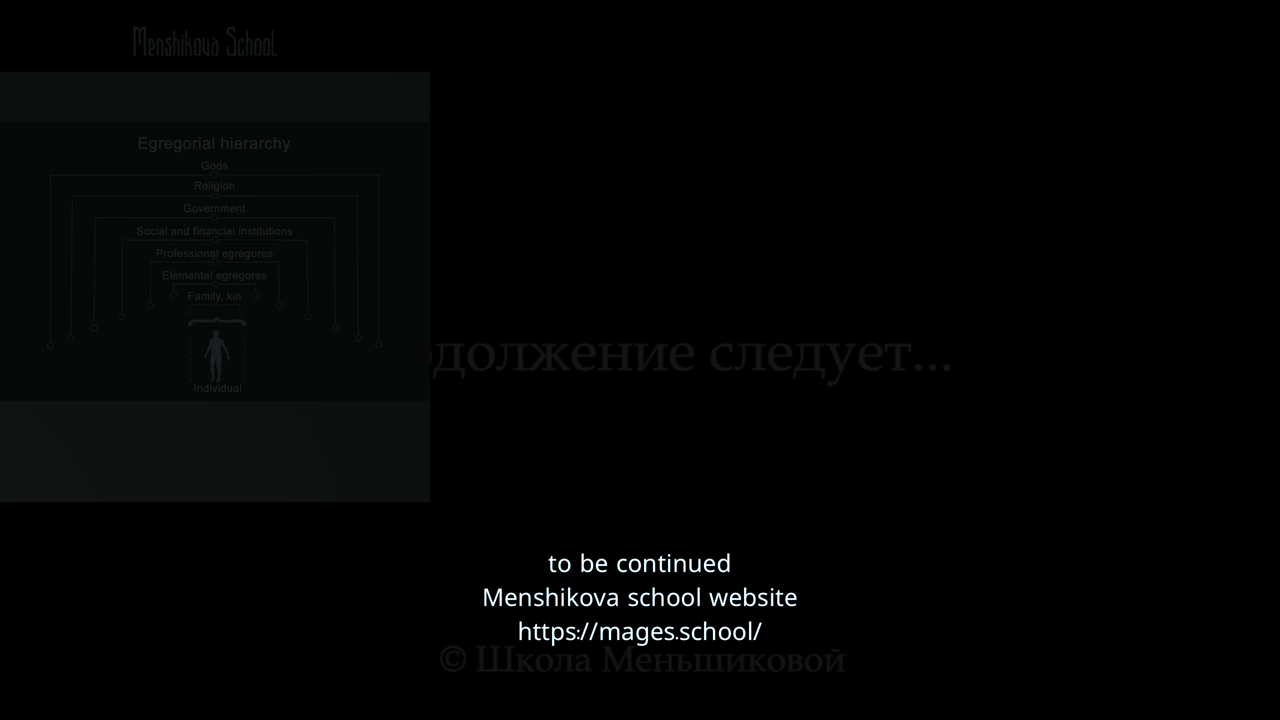 Menshikova School
Egregorial hierarchy
Gods
Religion
Government
Social and financial institutions
Professional egregores
Elemental egregores
Family, kin
Individual
одолжение следует...
to be continued
Menshikova school website
https://mages.school/
© Школа Меньшиковой